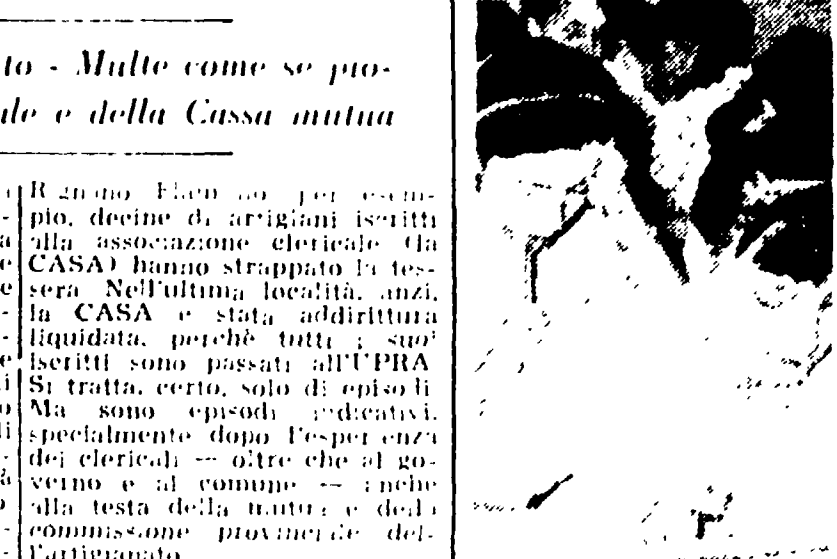 to - Multe come se pio-
ale e della Cassa mutua
per esem-
pio, decine di artigiani iscritti
alla associazione clericale (la
CASA) hanno strappato la tes-
sera Nell'ultima località, anzi,
la CASA e stata addirittura
liquidata, perchè tutti i suoi
iscritti sono passati all'UPRA
Si tratta, certo, solo di episodi
Ma sono episodi indicativi,
specialmente dopo l'esperienza
dei clericali — oltre che al go-
verno e al comune — anche
alla testa della mutua e della
commissione provinciale del-
l'artigianato